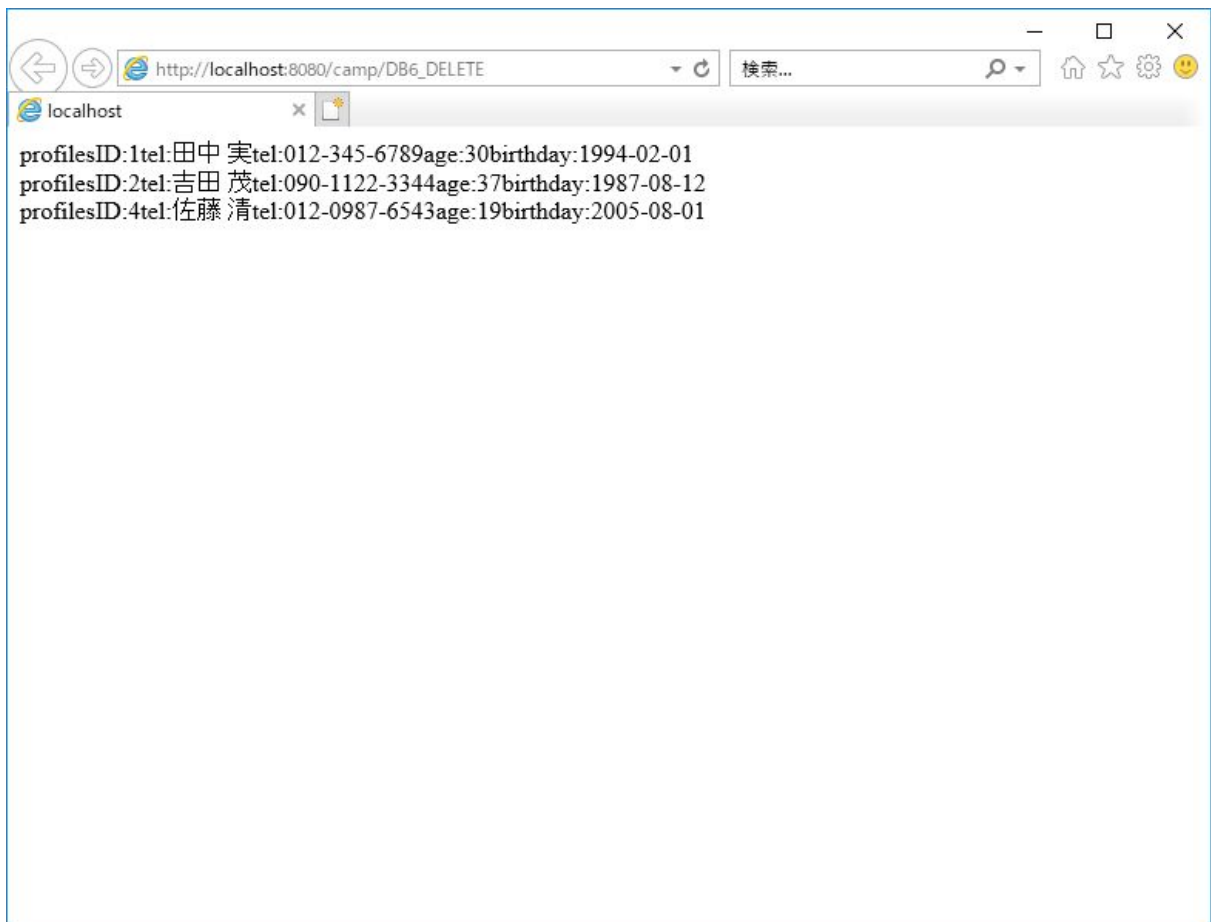 http://localhost:8080/camp/DB6_DELETE
検索...
localhost
profilesID:1tel:田中 実tel:012-345-6789age:30birthday:1994-02-01
profilesID:2tel:吉田 茂tel:090-1122-3344age:37birthday:1987-08-12
profilesID:4tel:佐藤 清tel:012-0987-6543age:19birthday:2005-08-01